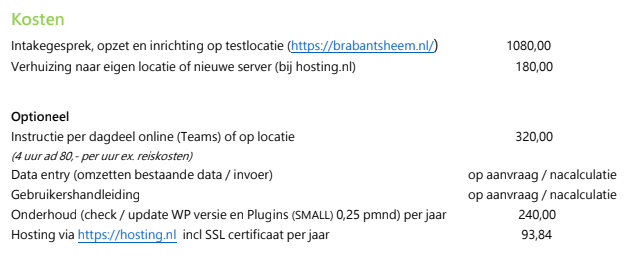 Kosten
Intakegesprek, opzet en inrichting op testlocatie (https://brabantsheem.nl/) 1080,00
Verhuizing naar eigen locatie of nieuwe server (bij hosting.nl) 180,00
Optioneel
Instructie per dagdeel online (Teams) of op locatie 320,00
(4 uur ad 80,- per uur ex. reiskosten)
Data entry (omzetten bestaande data / invoer) op aanvraag / nacalculatie
Gebruikershandleiding op aanvraag / nacalculatie
Onderhoud (check / update WP versie en Plugins (SMALL) 0,25 pmnd) per jaar 240,00
Hosting via https://hosting.nl incl SSL certificaat per jaar 93,84